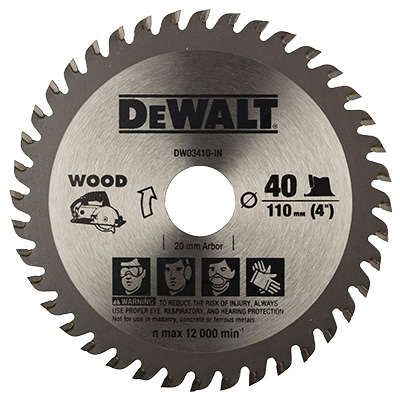 DEWALT
DW03410-IN
WOOD
40
110 mm (4")
20 mm Arbor
WARNING TO REDUCE THE RISK OF INJURY, ALWAYS
USE PROPER EYE, RESPIRATORY, AND HEARING PROTECTION
Not for use in masonry, concrete or ferrous metals.
n max 12 000 min⁻¹